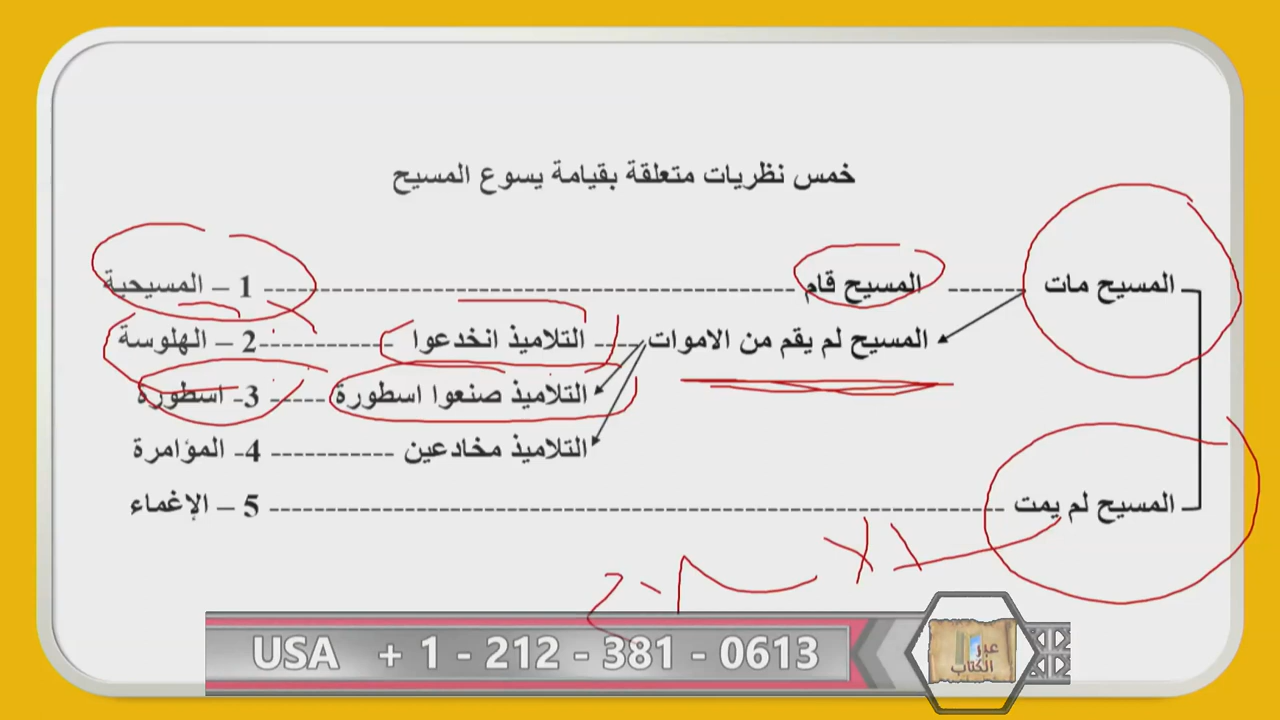 خمس نظريات متعلقة بقيامة يسوع المسيح
المسيح مات -------- المسيح قام -------------------------------- 1 – المسيحية
المسيح لم يقم من الاموات ----- التلاميذ انخدعوا ------------ 2 – الهلوسة
التلاميذ صنعوا اسطورة ----- 3- اسطورة
التلاميذ مخادعين ------------ 4- المؤامرة
المسيح لم يمت -------------------------------- 5 – الإغماء
USA + 1 - 212 - 381 - 0613
عبر الكتاب